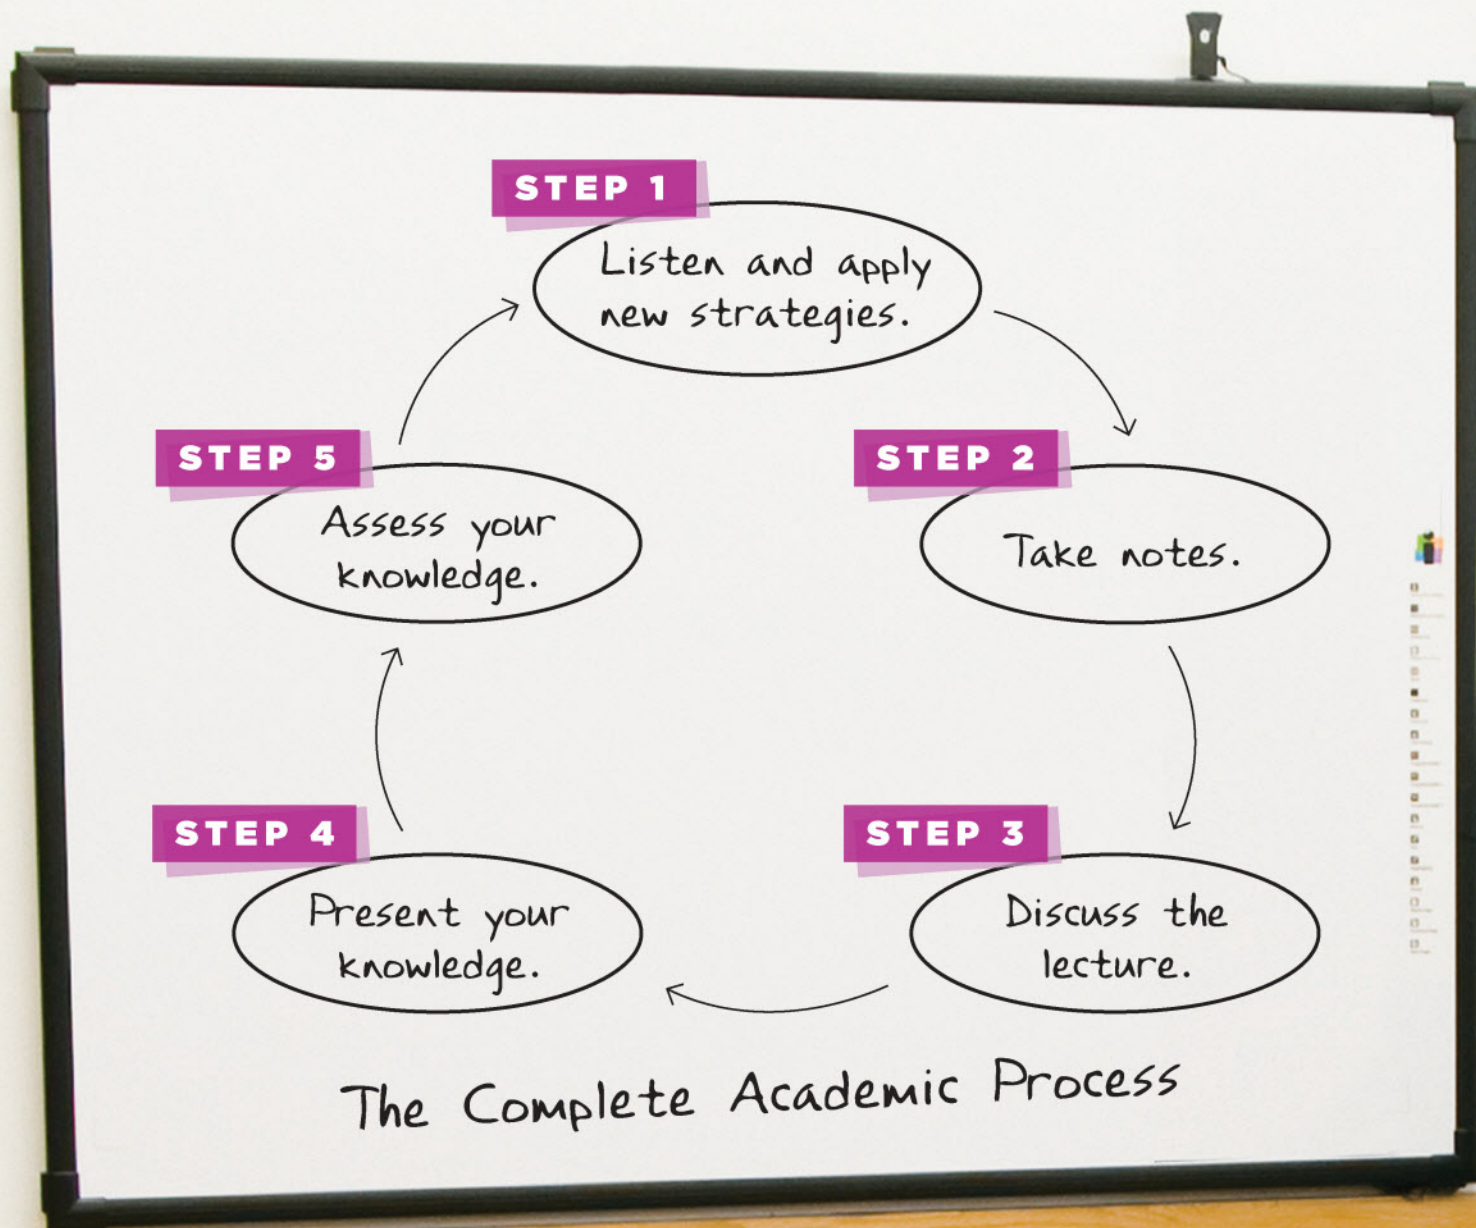 STEP 1
Listen and apply
new strategies.
STEP 2
Take notes.
STEP 3
Discuss the
lecture.
STEP 4
Present your
knowledge.
STEP 5
Assess your
knowledge.
The Complete Academic Process